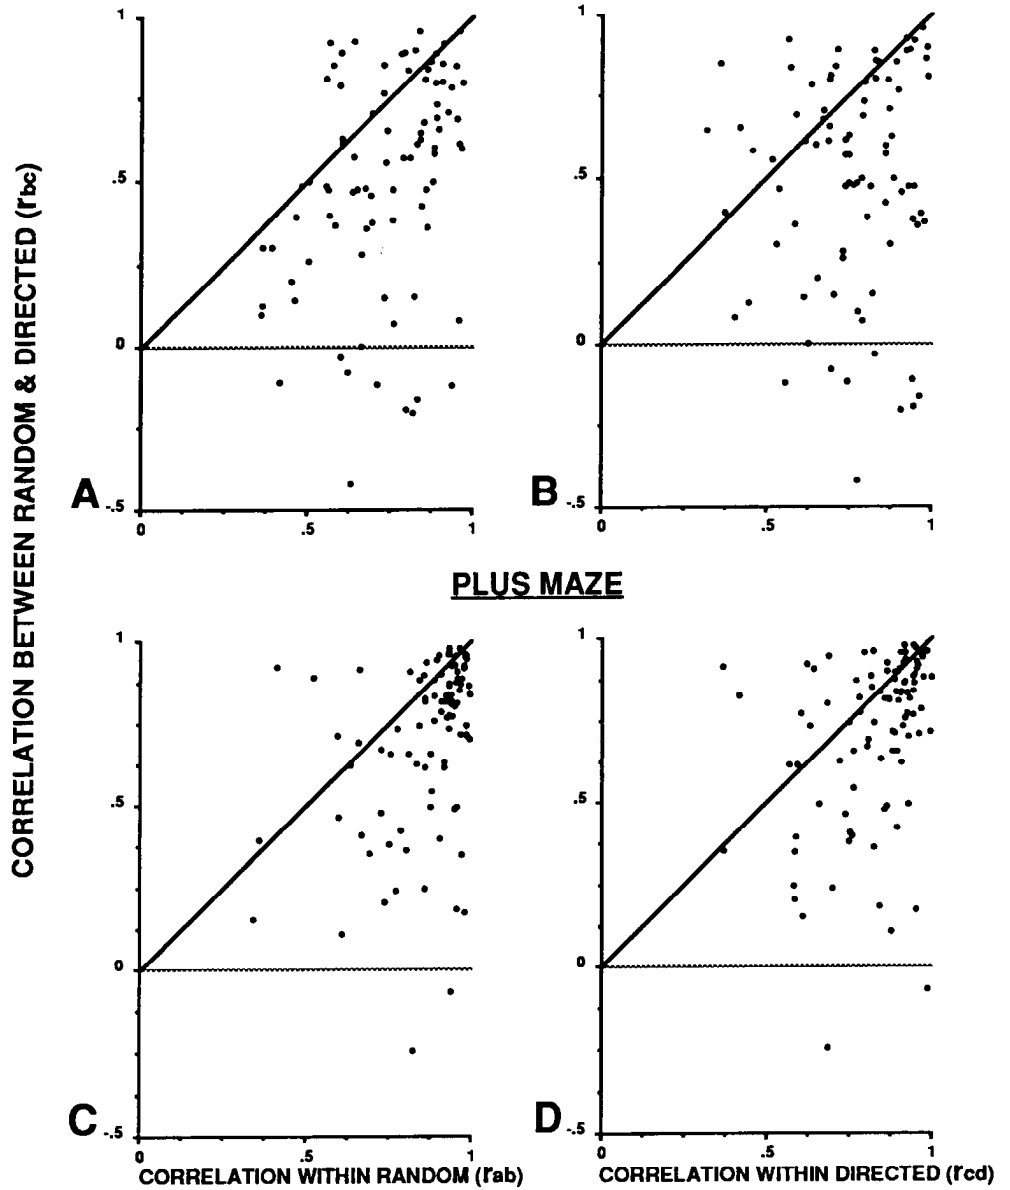 CORRELATION BETWEEN RANDOM & DIRECTED (rbc)
1
.5
0
-.5
A
0 .5 1
1
.5
0
-.5
B
0 .5 1
PLUS MAZE
1
.5
0
-.5
C
0 .5 1
CORRELATION WITHIN RANDOM (rab)
1
.5
0
-.5
D
0 .5 1
CORRELATION WITHIN DIRECTED (rcd)